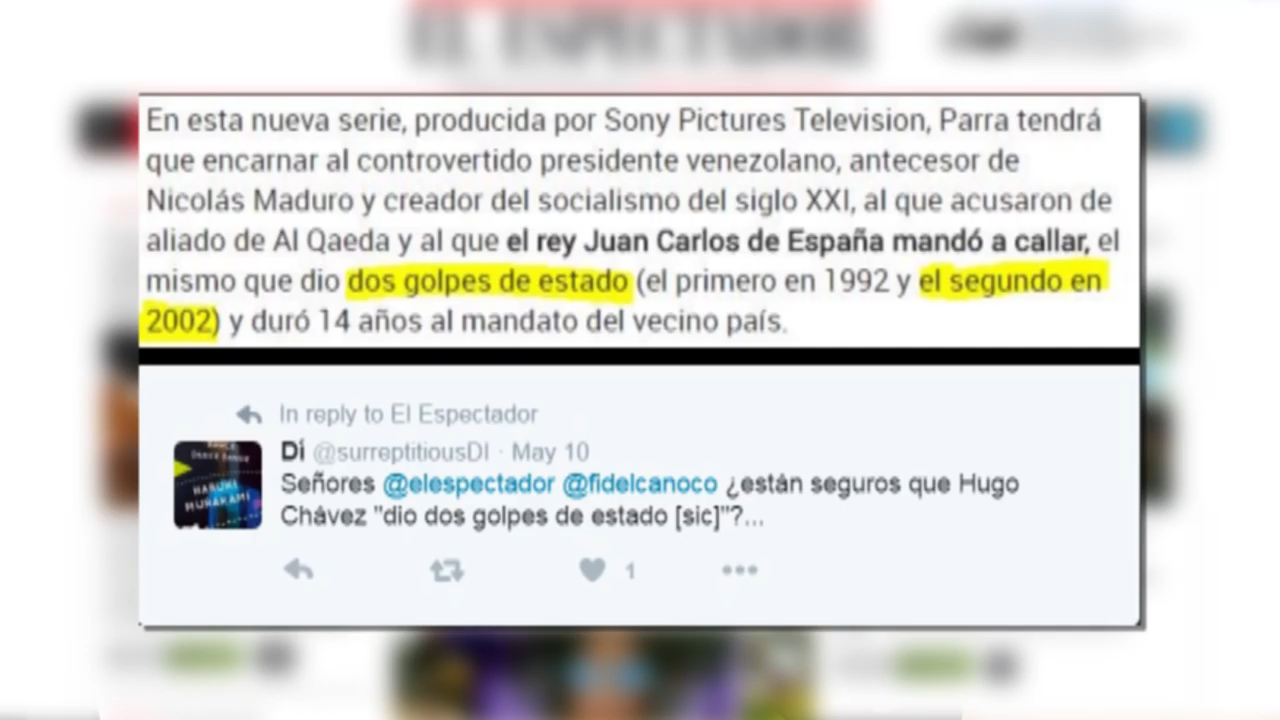 EL ESPECTADOR
En esta nueva serie, producida por Sony Pictures Television, Parra tendrá
que encarnar al controvertido presidente venezolano, antecesor de
Nicolás Maduro y creador del socialismo del siglo XXI, al que acusaron de
aliado de Al Qaeda y al que el rey Juan Carlos de España mandó a callar, el
mismo que dio dos golpes de estado (el primero en 1992 y el segundo en
2002) y duró 14 años al mandato del vecino país.
In reply to El Espectador
Dí @surreptitiousDI · May 10
HARUKI
MURAKAMI
Señores @elespectador @fidelcanoco ¿están seguros que Hugo
Chávez "dio dos golpes de estado [sic]"?...
1